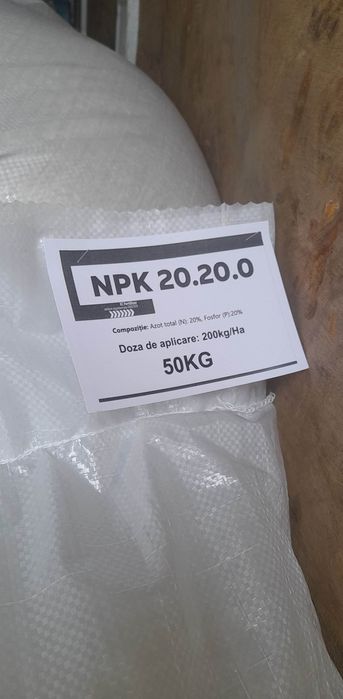 NPK 20.20.0
Compoziție: Azot total (N): 20%, Fosfor (P):20%
Doza de aplicare: 200kg/Ha
50KG